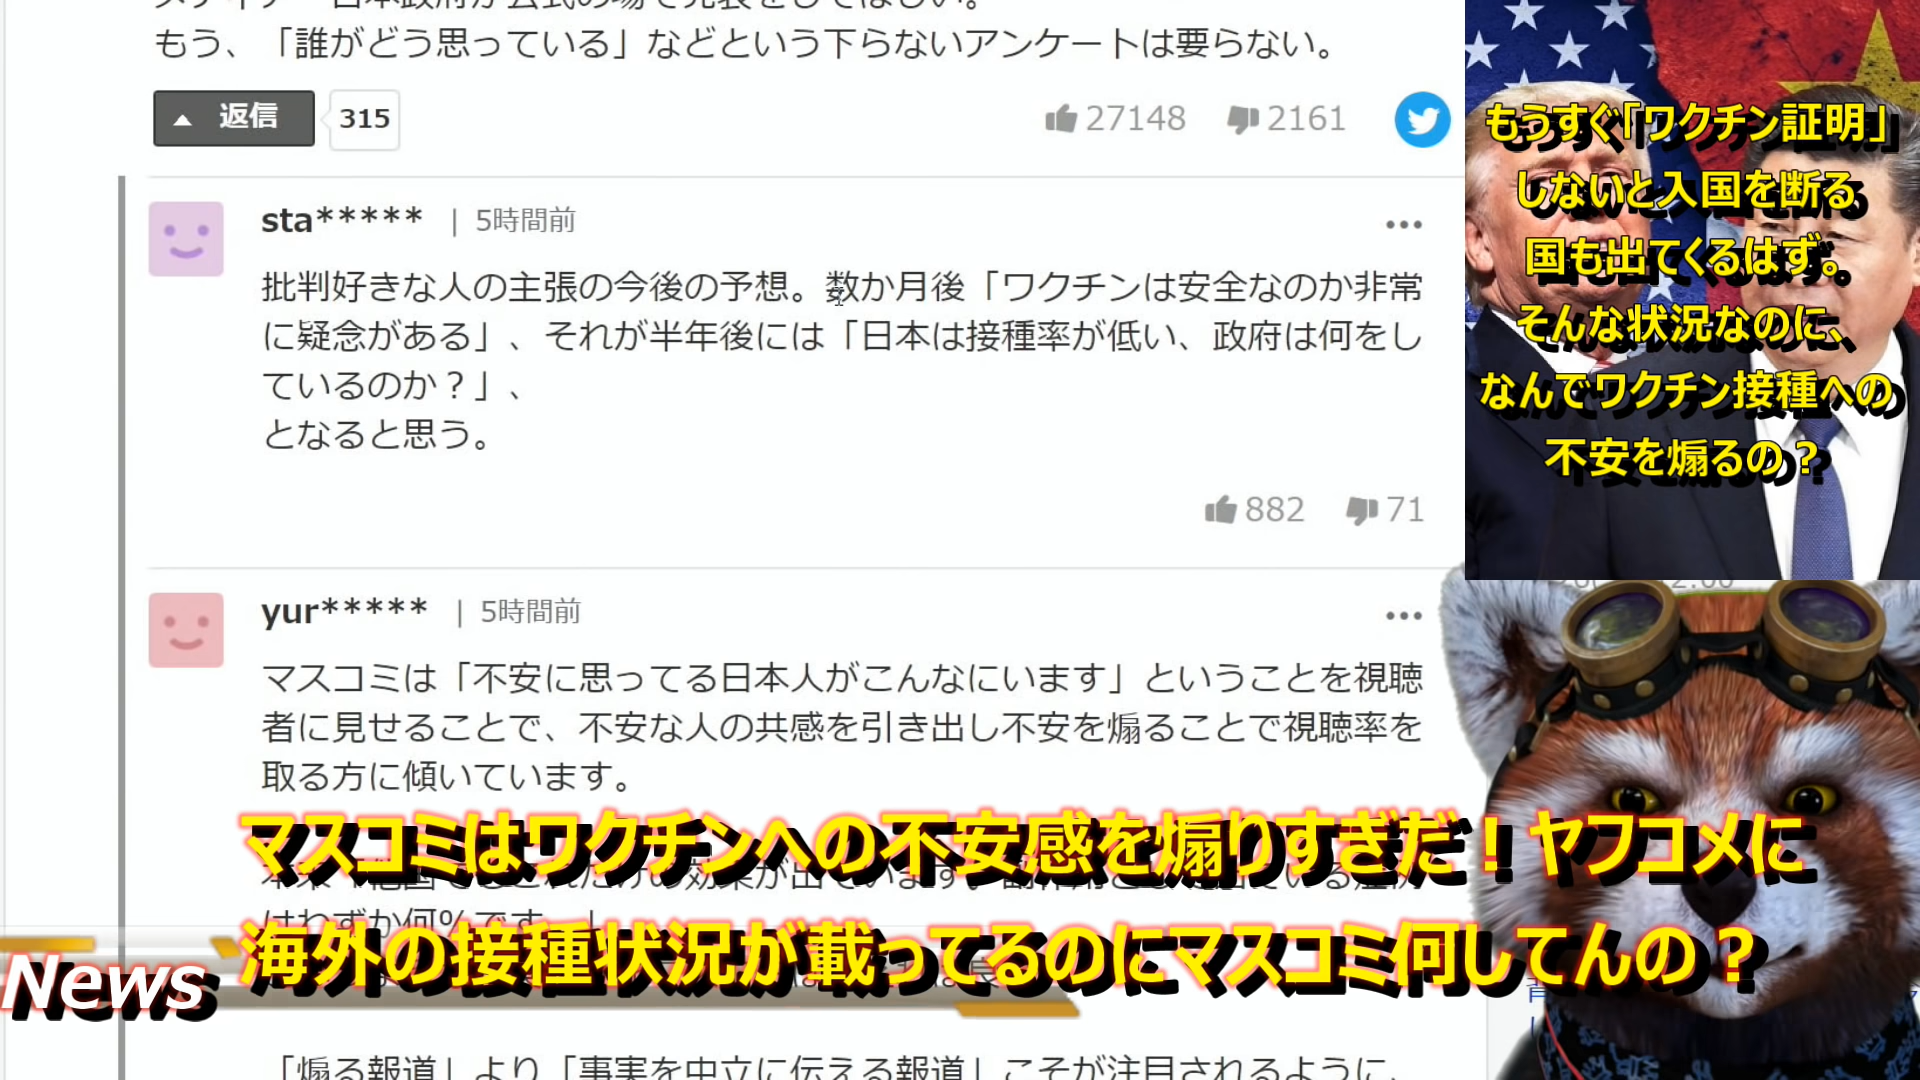 もう、「誰がどう思っている」などという下らないアンケートは要らない。
返信 315
27148 2161
sta***** | 5時間前
批判好きな人の主張の今後の予想。数か月後「ワクチンは安全なのか非常
に疑念がある」、それが半年後には「日本は接種率が低い、政府は何をし
ているのか？」、
となると思う。
882 71
yur***** | 5時間前
マスコミは「不安に思ってる日本人がこんなにいます」ということを視聴
者に見せることで、不安な人の共感を引き出し不安を煽ることで視聴率を
取る方に傾いています。
「煽る報道」より「事実を中立に伝える報道」こそが注目されるように、
もうすぐ「ワクチン証明」
しないと入国を断る
国も出てくるはず。
そんな状況なのに、
なんでワクチン接種への
不安を煽るの？
マスコミはワクチンへの不安感を煽りすぎだ！ヤフコメに
海外の接種状況が載ってるのにマスコミ何してんの？
News